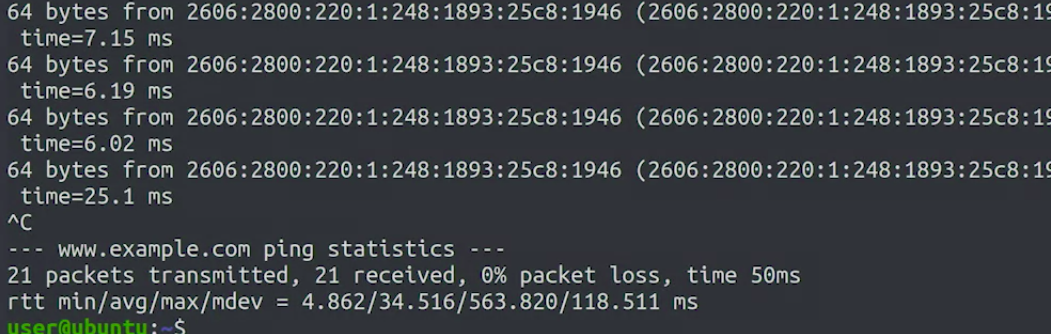 64 bytes from 2606:2800:220:1:248:1893:25c8:1946 (2606:2800:220:1:248:1893:25c8:19
time=7.15 ms
64 bytes from 2606:2800:220:1:248:1893:25c8:1946 (2606:2800:220:1:248:1893:25c8:19
time=6.19 ms
64 bytes from 2606:2800:220:1:248:1893:25c8:1946 (2606:2800:220:1:248:1893:25c8:19
time=6.02 ms
64 bytes from 2606:2800:220:1:248:1893:25c8:1946 (2606:2800:220:1:248:1893:25c8:19
time=25.1 ms
^C
--- www.example.com ping statistics ---
21 packets transmitted, 21 received, 0% packet loss, time 50ms
rtt min/avg/max/mdev = 4.862/34.516/563.820/118.511 ms
user@ubuntu:~$